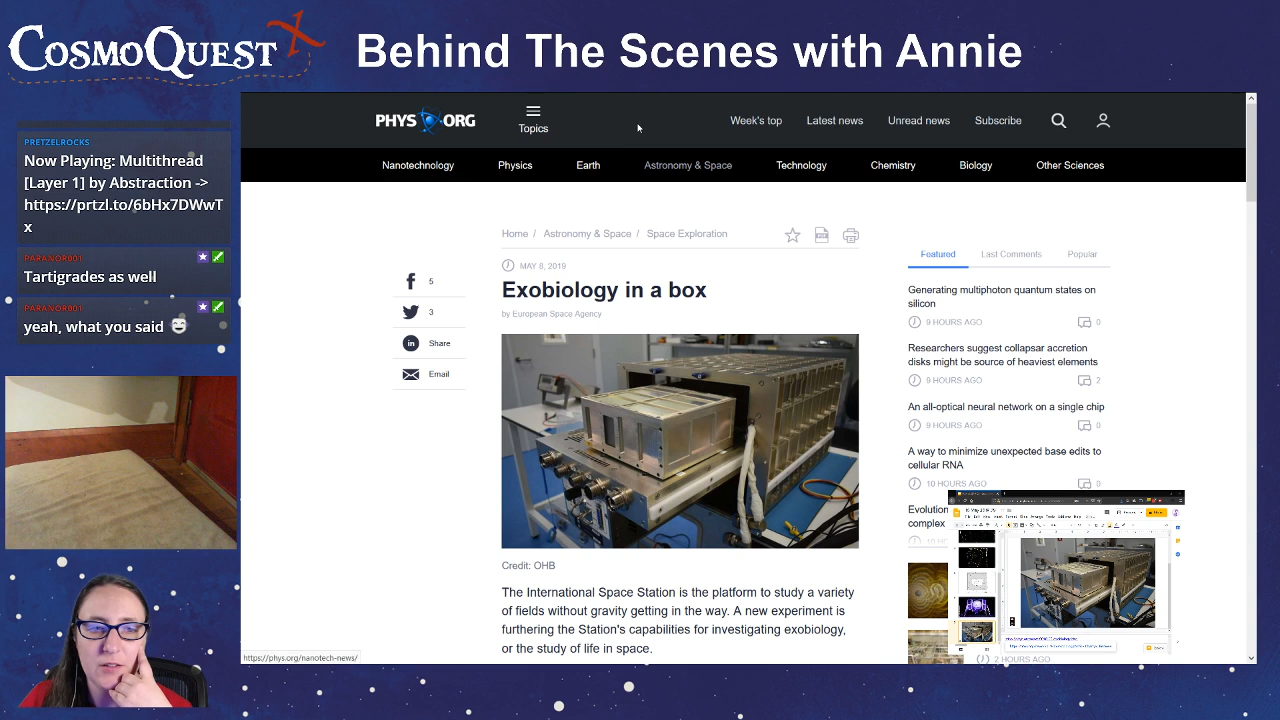 COSMOQUEST X
Behind The Scenes with Annie
PRETZELROCKS
Now Playing: Multithread
[Layer 1] by Abstraction ->
https://prtzl.to/6bHx7DWwT
x
PARANOR001
Tartigrades as well
PARANOR001
yeah, what you said
PHYS ORG
Topics
Week's top
Latest news
Unread news
Subscribe
Nanotechnology
Physics
Earth
Astronomy & Space
Technology
Chemistry
Biology
Other Sciences
Home / Astronomy & Space / Space Exploration
PDF
5
3
Share
Email
MAY 8, 2019
Exobiology in a box
by European Space Agency
Credit: OHB
The International Space Station is the platform to study a variety
of fields without gravity getting in the way. A new experiment is
furthering the Station's capabilities for investigating exobiology,
or the study of life in space.
Featured
Last Comments
Popular
Generating multiphoton quantum states on
silicon
9 HOURS AGO 0
Researchers suggest collapsar accretion
disks might be source of heaviest elements
9 HOURS AGO 2
An all-optical neural network on a single chip
9 HOURS AGO 0
A way to minimize unexpected base edits to
cellular RNA
10 HOURS AGO 0
Evolution
complex
10 H
2 HOURS AGO
https://phys.org/nanotech-news/